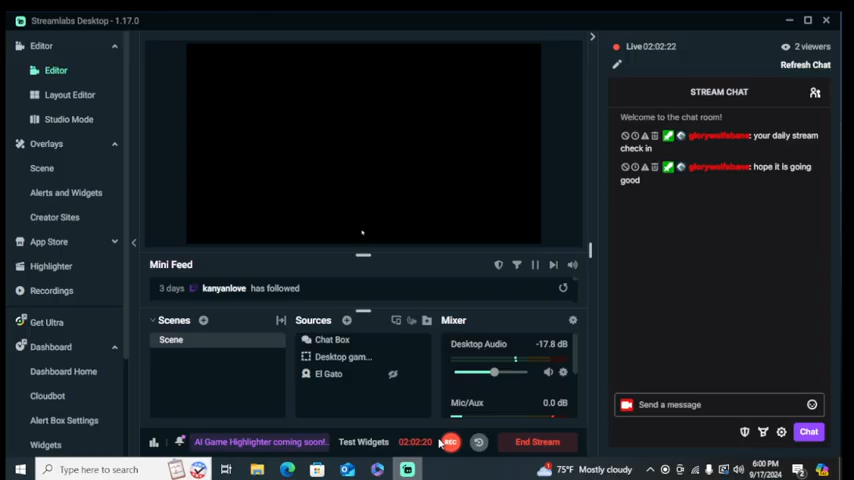 Streamlabs Desktop - 1.17.0
Editor
Editor
Layout Editor
Studio Mode
Overlays
Scene
Alerts and Widgets
Creator Sites
App Store
Highlighter
Recordings
Get Ultra
Dashboard
Dashboard Home
Cloudbot
Alert Box Settings
Widgets
Mini Feed
3 days kanyanlove has followed
Scenes
Scene
Sources
Chat Box
Desktop gam...
El Gato
Mixer
Desktop Audio -17.8 dB
Mic/Aux 0.0 dB
AI Game Highlighter coming soon!..
Test Widgets
02:02:20
REC
End Stream
Live 02:02:22
2 viewers
Refresh Chat
STREAM CHAT
Welcome to the chat room!
: your daily stream
check in
: hope it is going
good
Send a message
Chat
Type here to search
75°F Mostly cloudy
6:00 PM
9/17/2024
2